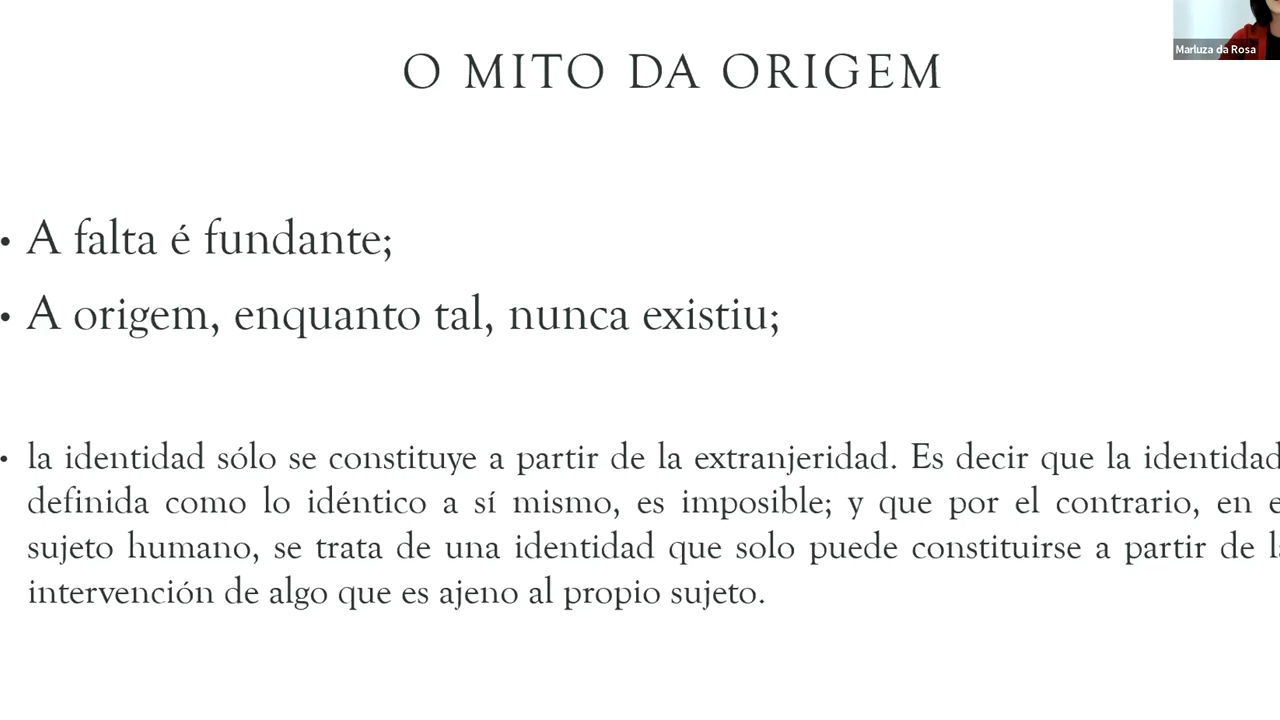 Marluza da Rosa
O MITO DA ORIGEM
• A falta é fundante;
• A origem, enquanto tal, nunca existiu;
• la identidad sólo se constituye a partir de la extranjeridad. Es decir que la identidad
definida como lo idéntico a sí mismo, es imposible; y que por el contrario, en e
sujeto humano, se trata de una identidad que solo puede constituirse a partir de la
intervención de algo que es ajeno al propio sujeto.